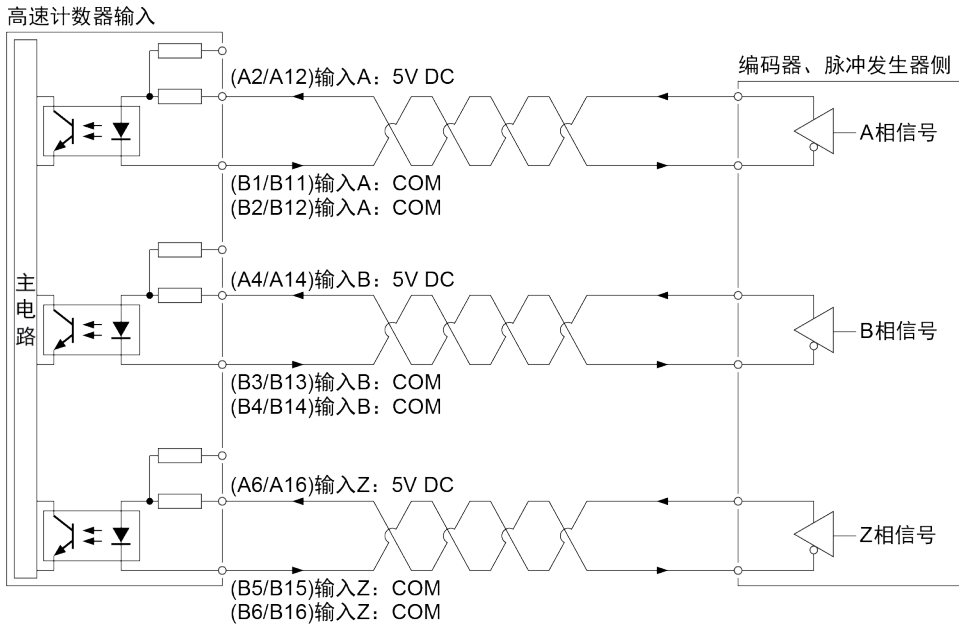 高速计数器输入
编码器、脉冲发生器侧
主电路
(A2/A12)输入A：5V DC
A相信号
(B1/B11)输入A：COM
(B2/B12)输入A：COM
(A4/A14)输入B：5V DC
B相信号
(B3/B13)输入B：COM
(B4/B14)输入B：COM
(A6/A16)输入Z：5V DC
Z相信号
(B5/B15)输入Z：COM
(B6/B16)输入Z：COM